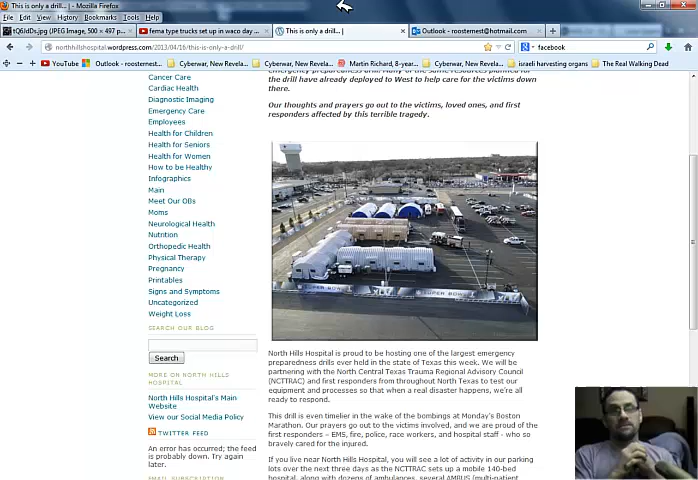 This is only a drill... - Mozilla Firefox
File Edit View History Bookmarks Tools Help
tQ6JdDs.jpg (JPEG Image, 500 × 497 p...
fema type trucks set up in waco day ...
This is only a drill... |
Outlook - roosternest@hotmail.com
northhillshospital.wordpress.com/2013/04/16/this-is-only-a-drill/
facebook
YouTube
Outlook - roosternest...
Cyberwar, New Revela...
Cyberwar, New Revela...
Martin Richard, 8-year...
Cyberwar, New Revela...
israeli harvesting organs
The Real Walking Dead
Cancer Care
Cardiac Health
Diagnostic Imaging
Emergency Care
Employees
Health for Children
Health for Seniors
Health for Women
How to be Healthy
Infographics
Main
Meet Our OBs
Moms
Neurological Health
Nutrition
Orthopedic Health
Physical Therapy
Pregnancy
Printables
Signs and Symptoms
Uncategorized
Weight Loss
SEARCH OUR BLOG
Search
MORE ON NORTH HILLS
HOSPITAL
North Hills Hospital's Main
Website
View our Social Media Policy
TWITTER FEED
An error has occurred; the feed
is probably down. Try again
later.
EMAIL SUBSCRIPTION
emergency preparedness drill. Many of the same resources planned for
the drill have already deployed to West to help care for the victims down
there.
Our thoughts and prayers go out to the victims, loved ones, and first
responders affected by this terrible tragedy.
SUPER BOWL
SUPER BOWL
North Hills Hospital is proud to be hosting one of the largest emergency
preparedness drills ever held in the state of Texas this week. We will be
partnering with the North Central Texas Trauma Regional Advisory Council
(NCTTRAC) and first responders from throughout North Texas to test our
equipment and processes so that when a real disaster happens, we're all
ready to respond.
This drill is even timelier in the wake of the bombings at Monday's Boston
Marathon. Our prayers go out to the victims involved, and we are proud of the
first responders – EMS, fire, police, race workers, and hospital staff - who so
bravely cared for the injured.
If you live near North Hills Hospital, you will see a lot of activity in our parking
lots over the next three days as the NCTTRAC sets up a mobile 140-bed
hospital, along with dozens of ambulances, several AMBUS (multi-patient